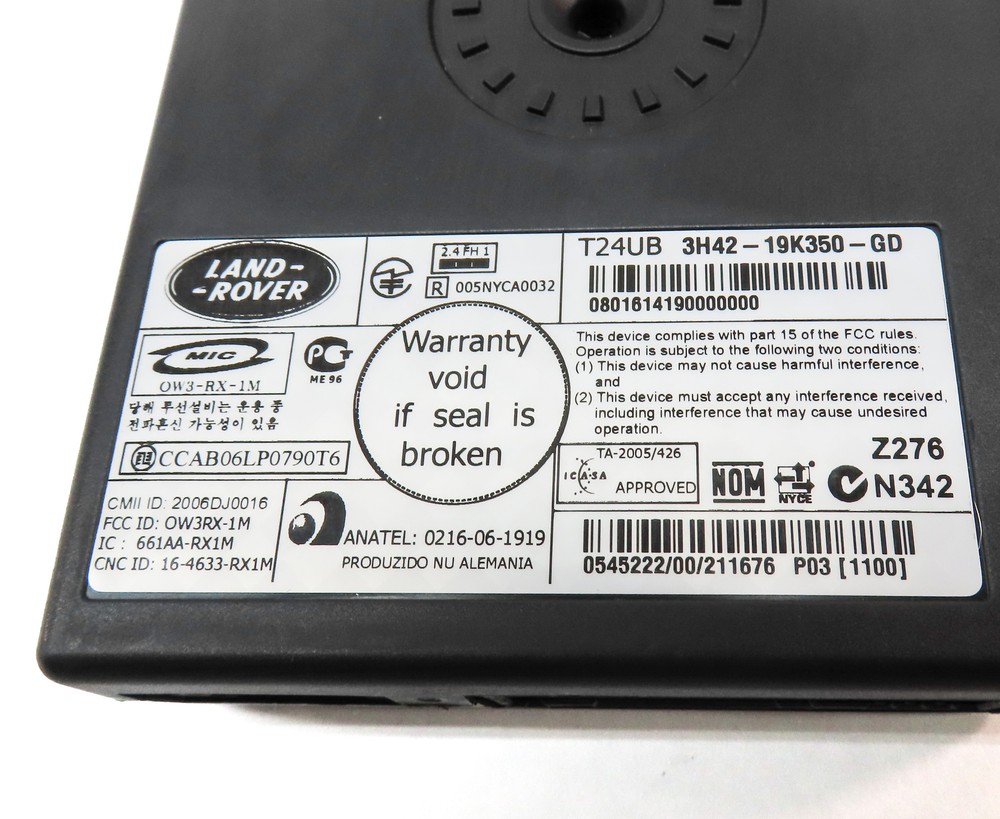 LAND-
-ROVER
2.4 FH 1
R 005NYCA0032
T24UB 3H42-19K350-GD
0801614190000000
MIC
OW3-RX-1M
РСТ
ME 96
당해 무선설비는 운용 중
전파혼신 가능성이 있음
CCAB06LP0790T6
Warranty
void
if seal is
broken
This device complies with part 15 of the FCC rules.
Operation is subject to the following two conditions:
(1) This device may not cause harmful interference,
and
(2) This device must accept any interference received,
including interference that may cause undesired
operation.
TA-2005/426
ICASA
APPROVED
NOM
NYCE
Z276
N342
CMII ID: 2006DJ0016
FCC ID: OW3RX-1M
IC : 661AA-RX1M
CNC ID: 16-4633-RX1M
ANATEL: 0216-06-1919
PRODUZIDO NU ALEMANIA
0545222/00/211676 P03 [1100]